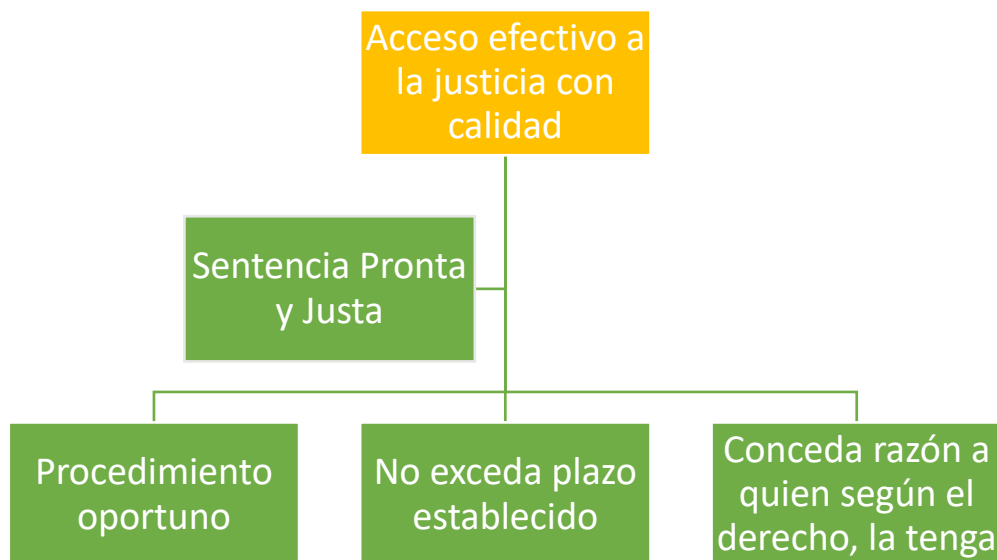 Acceso efectivo a
la justicia con
calidad
Sentencia Pronta
y Justa
Procedimiento
oportuno
No exceda plazo
establecido
Conceda razón a
quien según el
derecho, la tenga